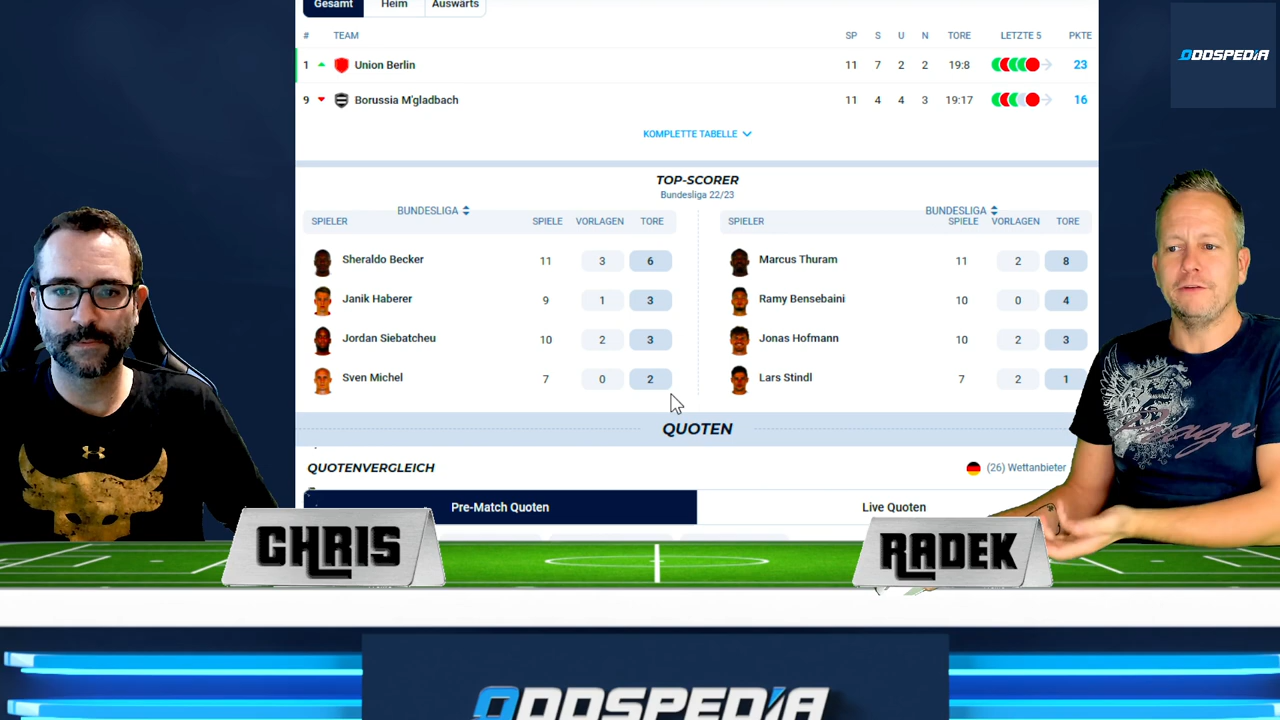 Gesamt Heim Auswärts
# TEAM SP S U N TORE LETZTE 5 PKTE
1 Union Berlin 11 7 2 2 19:8 23
9 Borussia M'gladbach 11 4 4 3 19:17 16
KOMPLETTE TABELLE
ODDSPEDIA
TOP-SCORER
Bundesliga 22/23
BUNDESLIGA
SPIELER SPIELE VORLAGEN TORE
Sheraldo Becker 11 3 6
Janik Haberer 9 1 3
Jordan Siebatcheu 10 2 3
Sven Michel 7 0 2
BUNDESLIGA
SPIELER SPIELE VORLAGEN TORE
Marcus Thuram 11 2 8
Ramy Bensebaini 10 0 4
Jonas Hofmann 10 2 3
Lars Stindl 7 2 1
QUOTEN
QUOTENVERGLEICH
(26) Wettanbieter
Pre-Match Quoten Live Quoten
CHRIS
RADEK
ODDSPEDIA